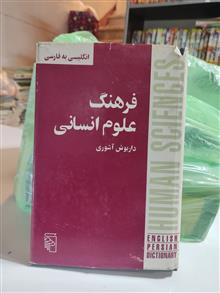 انگلیسی به فارسی
فرهنگ
علوم انسانی
داریوش آشوری
HUMAN SCIENCES
ENGLISH
PERSIAN
DICTIONARY